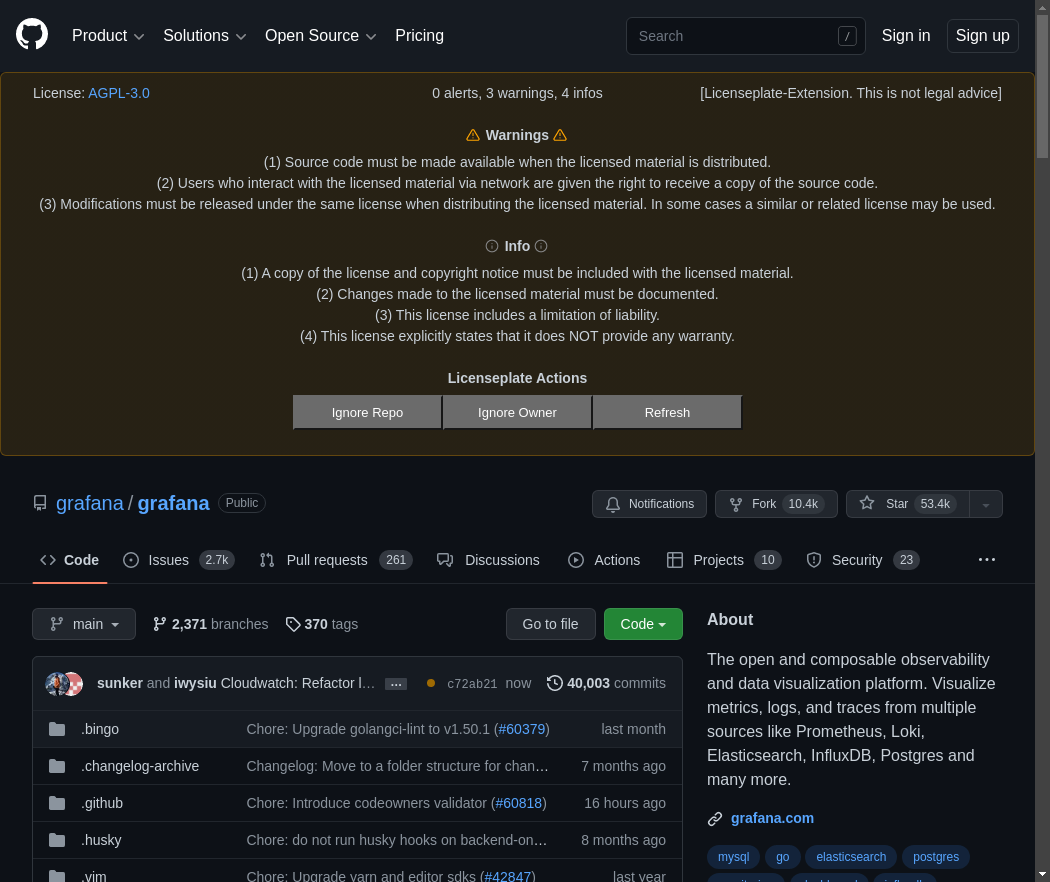 Product Solutions Open Source Pricing Search / Sign in Sign up
License: AGPL-3.0 0 alerts, 3 warnings, 4 infos [Licenseplate-Extension. This is not legal advice]
Warnings
(1) Source code must be made available when the licensed material is distributed.
(2) Users who interact with the licensed material via network are given the right to receive a copy of the source code.
(3) Modifications must be released under the same license when distributing the licensed material. In some cases a similar or related license may be used.
Info
(1) A copy of the license and copyright notice must be included with the licensed material.
(2) Changes made to the licensed material must be documented.
(3) This license includes a limitation of liability.
(4) This license explicitly states that it does NOT provide any warranty.
Licenseplate Actions
Ignore Repo Ignore Owner Refresh
grafana / grafana Public Notifications Fork 10.4k Star 53.4k
Code Issues 2.7k Pull requests 261 Discussions Actions Projects 10 Security 23
main 2,371 branches 370 tags Go to file Code
sunker and iwysiu Cloudwatch: Refactor l… … c72ab21 now 40,003 commits
.bingo Chore: Upgrade golangci-lint to v1.50.1 (#60379) last month
.changelog-archive Changelog: Move to a folder structure for chan… 7 months ago
.github Chore: Introduce codeowners validator (#60818) 16 hours ago
.husky Chore: do not run husky hooks on backend-on… 8 months ago
.vim Chore: Upgrade yarn and editor sdks (#42847) last year
About
The open and composable observability
and data visualization platform. Visualize
metrics, logs, and traces from multiple
sources like Prometheus, Loki,
Elasticsearch, InfluxDB, Postgres and
many more.
grafana.com
mysql go elasticsearch postgres